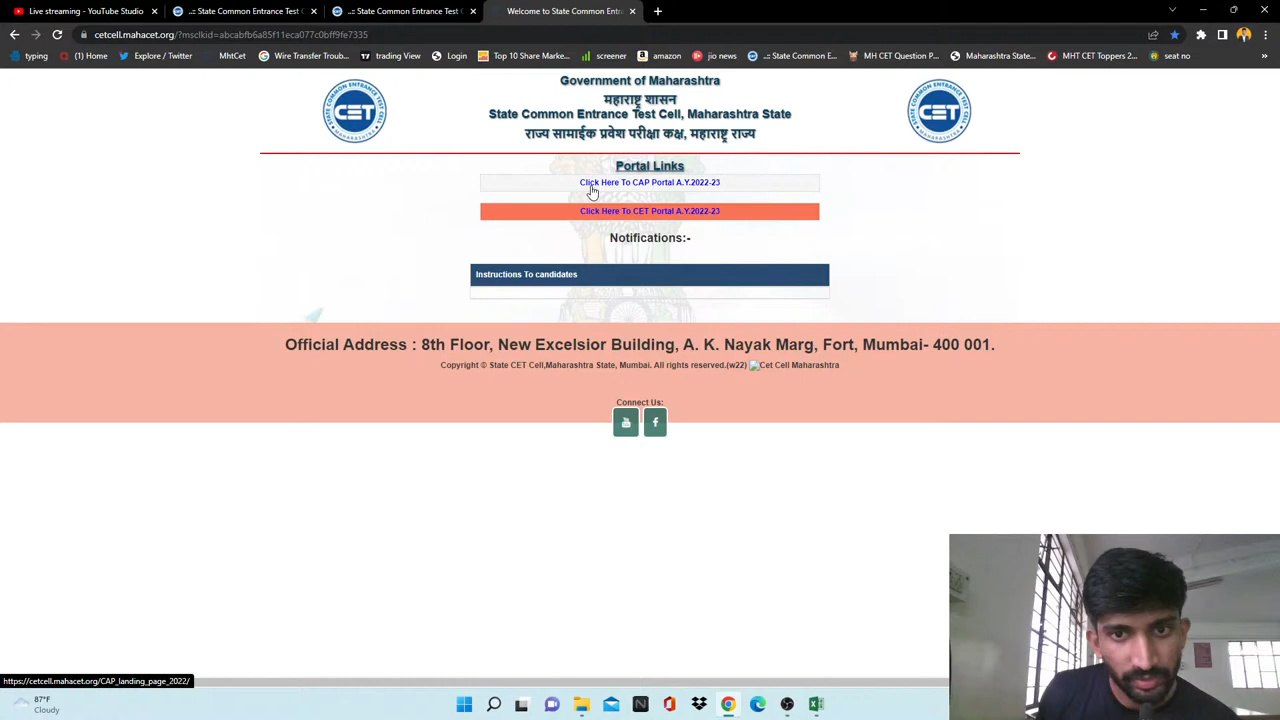 Live streaming - YouTube Studio
..:: State Common Entrance Test C
..:: State Common Entrance Test C
Welcome to State Common Entran
cetcell.mahacet.org/?msclkid=abcabfb6a85f11eca077c0bff9fe7335
typing
Explore / Twitter
MhtCet
Wire Transfer Troub...
trading View
Login
Top 10 Share Market...
screener
amazon
jio news
..:: State Common E...
MH CET Question P...
Maharashtra State...
MHT CET Toppers 2...
seat no
Government of Maharashtra
महाराष्ट्र शासन
State Common Entrance Test Cell, Maharashtra State
राज्य सामाईक प्रवेश परीक्षा कक्ष, महाराष्ट्र राज्य
CET
CET
Portal Links
Click Here To CAP Portal A.Y.2022-23
Click Here To CET Portal A.Y.2022-23
Notifications:-
Instructions To candidates
Official Address : 8th Floor, New Excelsior Building, A. K. Nayak Marg, Fort, Mumbai- 400 001.
Copyright © State CET Cell,Maharashtra State, Mumbai. All rights reserved.(w22) Cet Cell Maharashtra
Connect Us:
https://cetcell.mahacet.org/CAP_landing_page_2022/
87°F
Cloudy